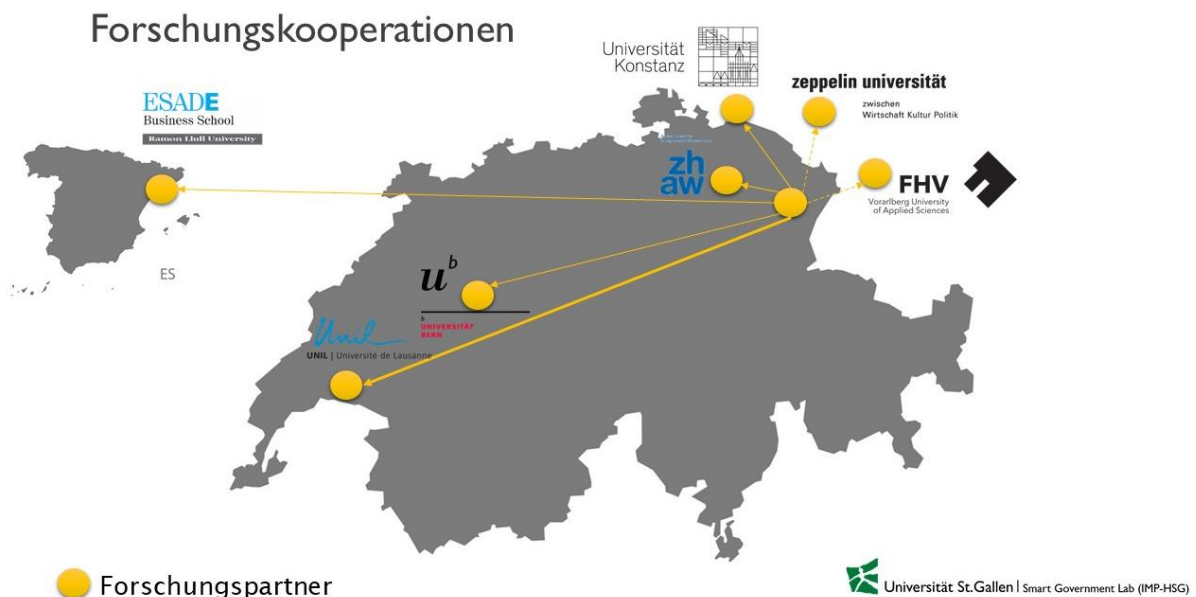 Forschungskooperationen
Universität
Konstanz
zeppelin universität
zwischen
Wirtschaft Kultur Politik
ESADE
Business School
Ramon Llull University
zh
aw
FHV
Vorarlberg University
of Applied Sciences
ES
u b
b
UNIVERSITÄT
BERN
Unil
UNIL | Université de Lausanne
Forschungspartner
Universität St.Gallen | Smart Government Lab (IMP-HSG)